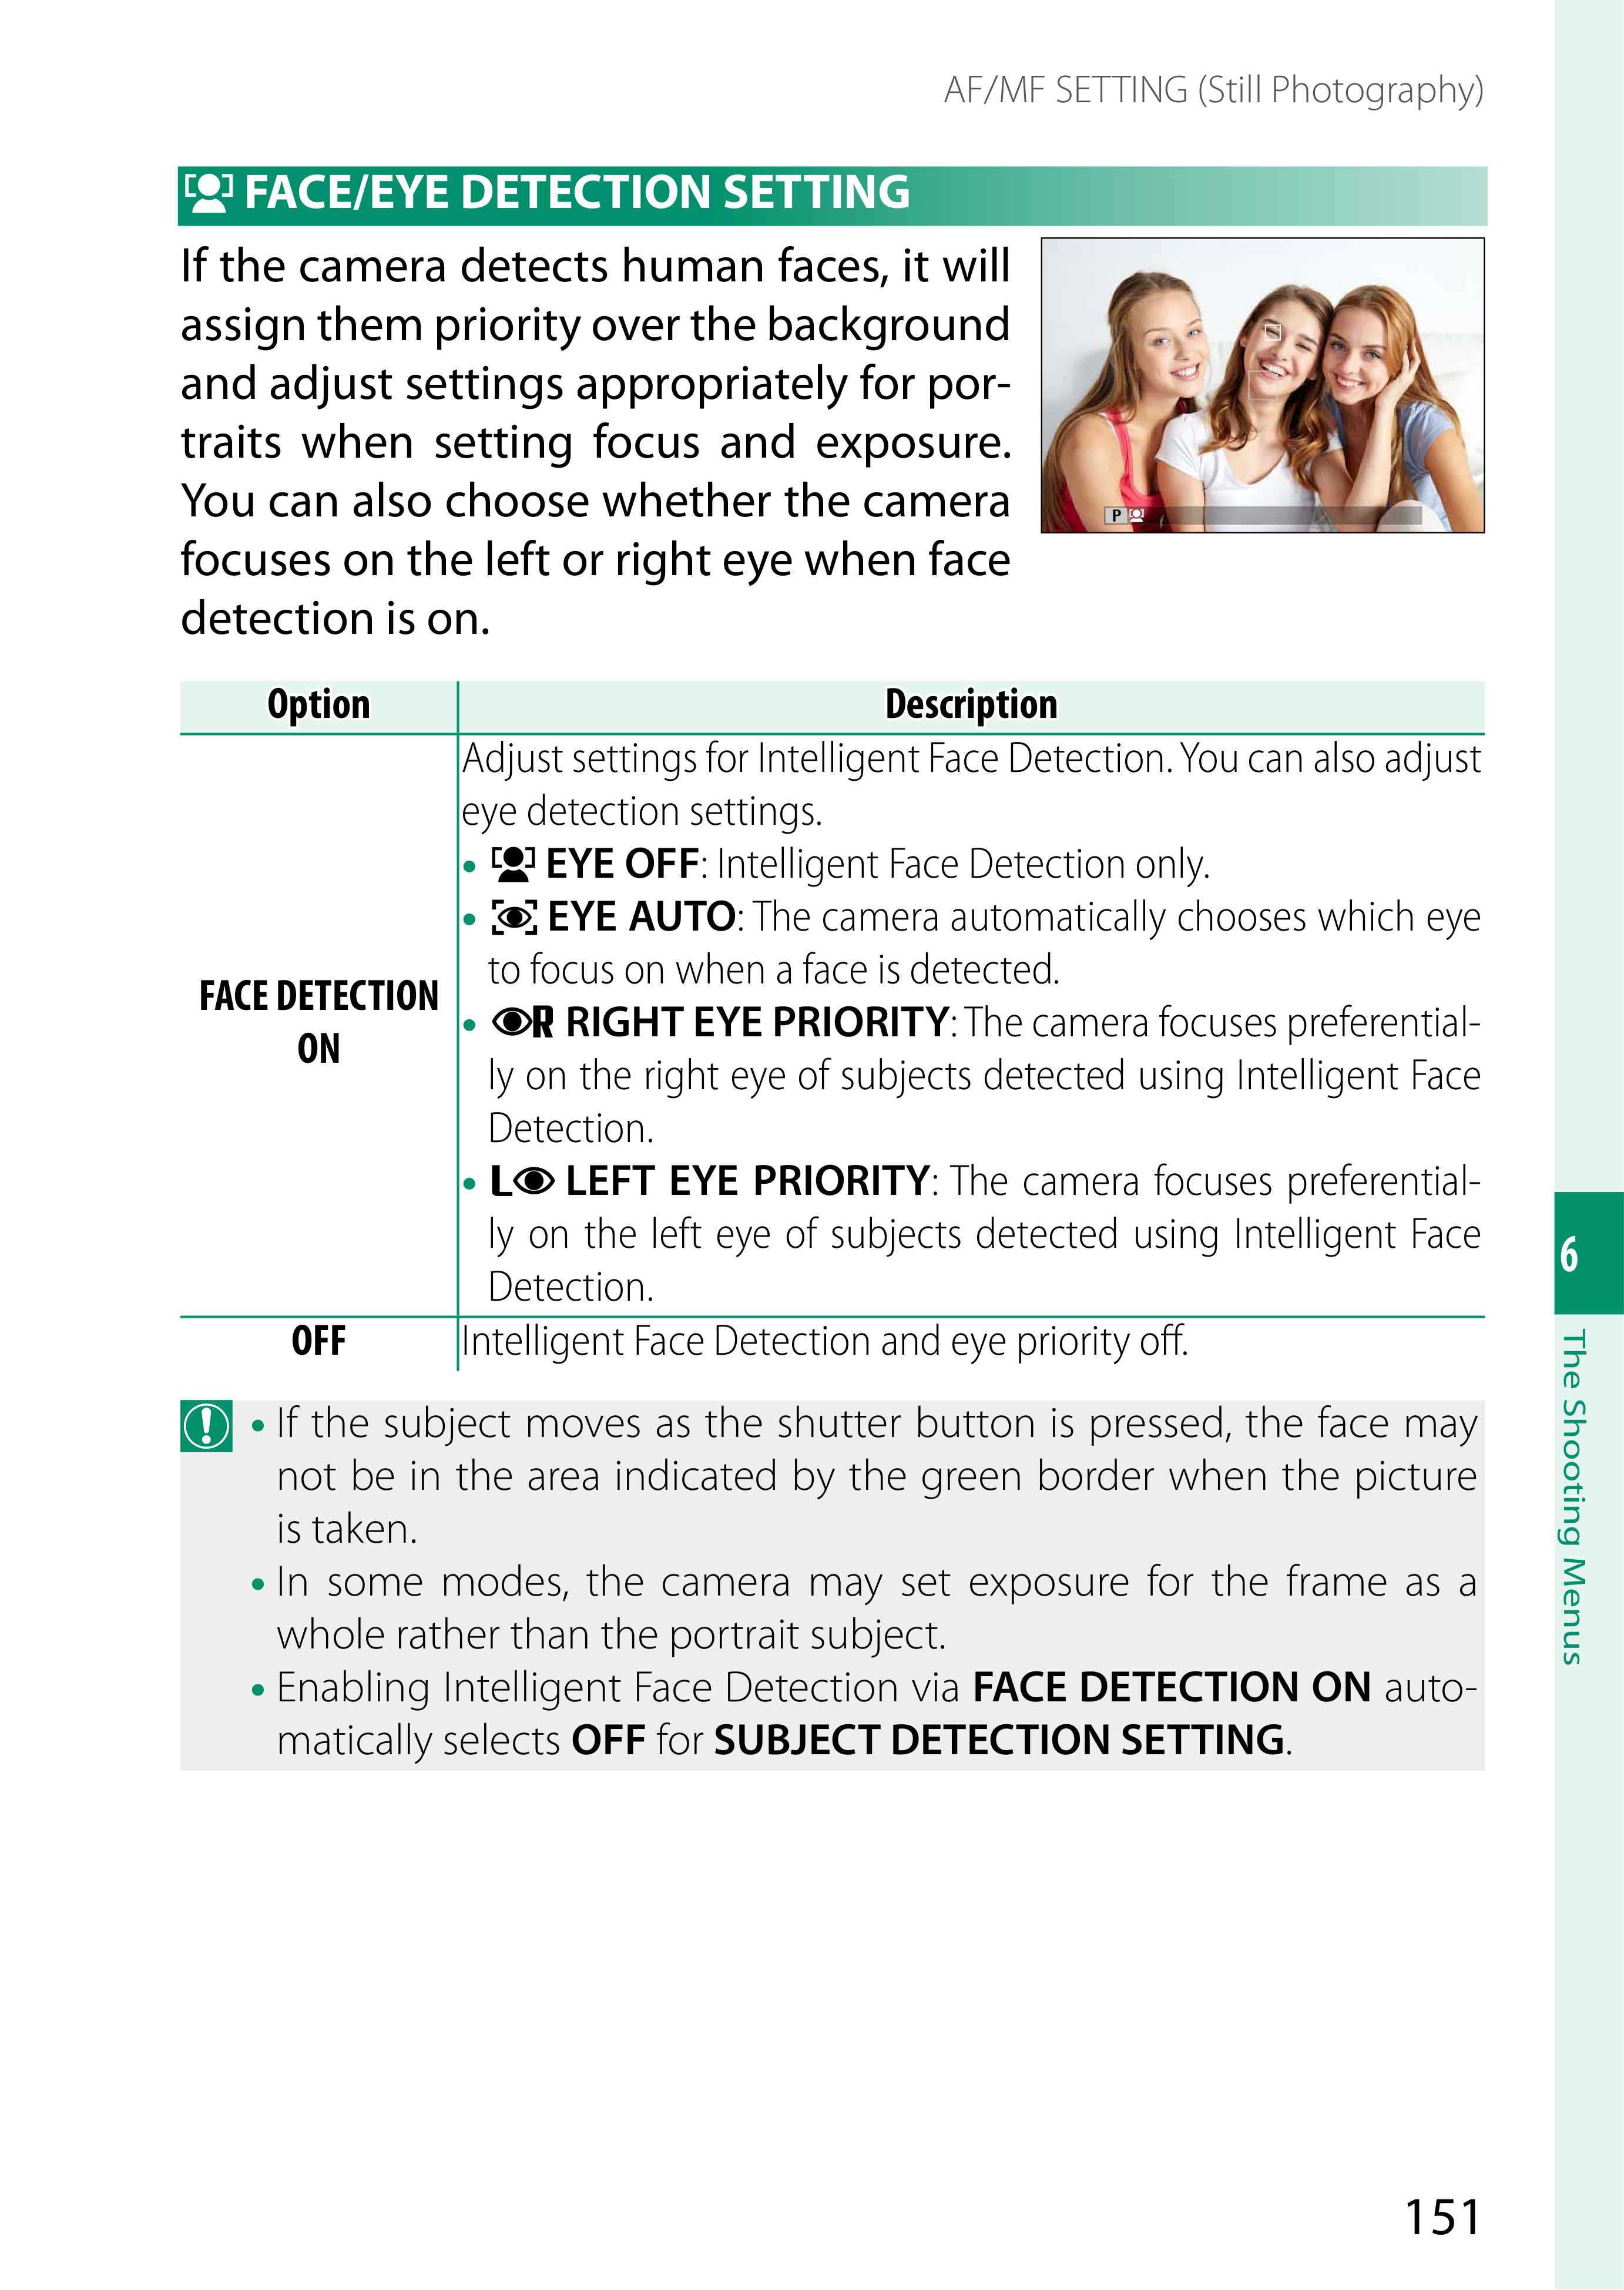 AF/MF SETTING (Still Photography)
FACE/EYE DETECTION SETTING
If the camera detects human faces, it will
assign them priority over the background
and adjust settings appropriately for por-
traits when setting focus and exposure.
You can also choose whether the camera
focuses on the left or right eye when face
detection is on.
P
Option
Description
FACE DETECTION
ON
Adjust settings for Intelligent Face Detection. You can also adjust
eye detection settings.
• EYE OFF: Intelligent Face Detection only.
• EYE AUTO: The camera automatically chooses which eye
to focus on when a face is detected.
• R RIGHT EYE PRIORITY: The camera focuses preferential-
ly on the right eye of subjects detected using Intelligent Face
Detection.
• L LEFT EYE PRIORITY: The camera focuses preferential-
ly on the left eye of subjects detected using Intelligent Face
Detection.
OFF
Intelligent Face Detection and eye priority off.
• If the subject moves as the shutter button is pressed, the face may
not be in the area indicated by the green border when the picture
is taken.
• In some modes, the camera may set exposure for the frame as a
whole rather than the portrait subject.
• Enabling Intelligent Face Detection via FACE DETECTION ON auto-
matically selects OFF for SUBJECT DETECTION SETTING.
6
The Shooting Menus
151